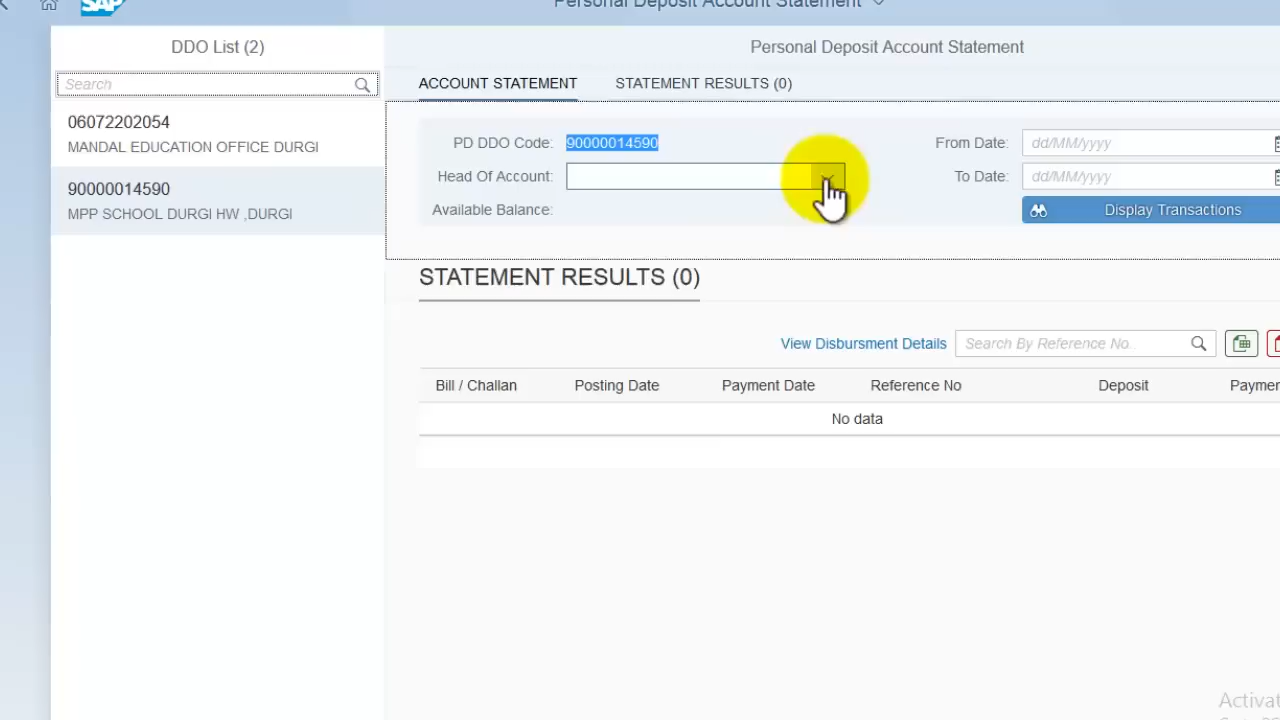 SAP
Personal Deposit Account Statement
DDO List (2)
Search
06072202054
MANDAL EDUCATION OFFICE DURGI
90000014590
MPP SCHOOL DURGI HW ,DURGI
Personal Deposit Account Statement
ACCOUNT STATEMENT STATEMENT RESULTS (0)
PD DDO Code: 90000014590 From Date: dd/MM/yyyy
Head Of Account: To Date: dd/MM/yyyy
Available Balance: Display Transactions
STATEMENT RESULTS (0)
View Disbursment Details Search By Reference No..
Bill / Challan Posting Date Payment Date Reference No Deposit Paymen
No data
Activat